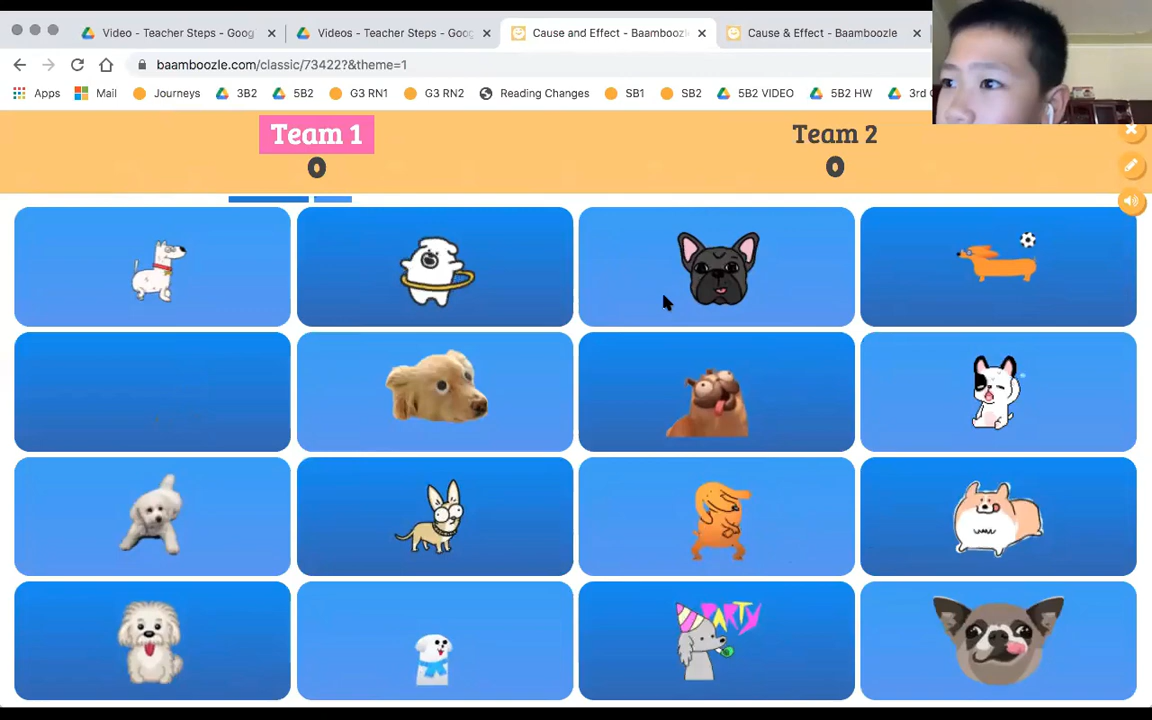 Video - Teacher Steps - Goog
Videos - Teacher Steps - Goog
Cause and Effect - Baamboozl
Cause & Effect - Baamboozle
baamboozle.com/classic/73422?&theme=1
Apps
Mail
Journeys
3B2
5B2
G3 RN1
G3 RN2
Reading Changes
SB1
SB2
5B2 VIDEO
5B2 HW
3rd
Team 1
Team 2
0
0
PARTY